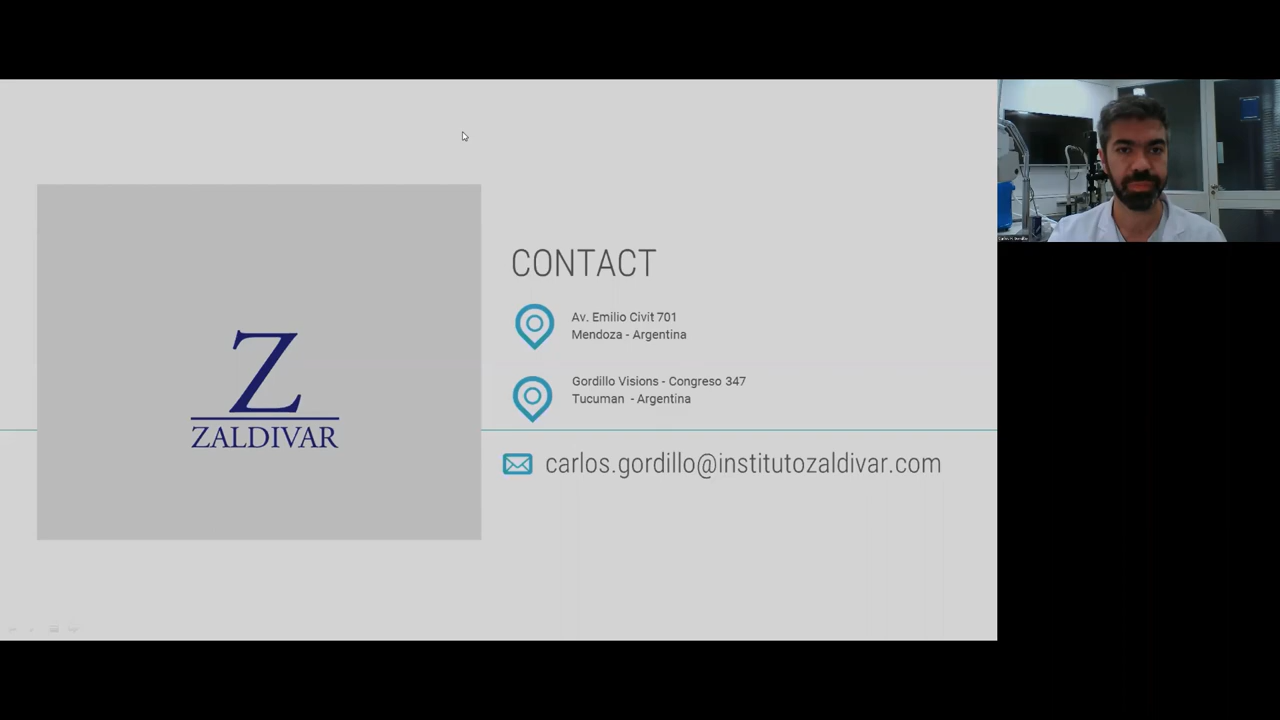 CONTACT
Av. Emilio Civit 701
Mendoza - Argentina
Gordillo Visions - Congreso 347
Tucuman - Argentina
Z
ZALDIVAR
carlos.gordillo@institutozaldivar.com